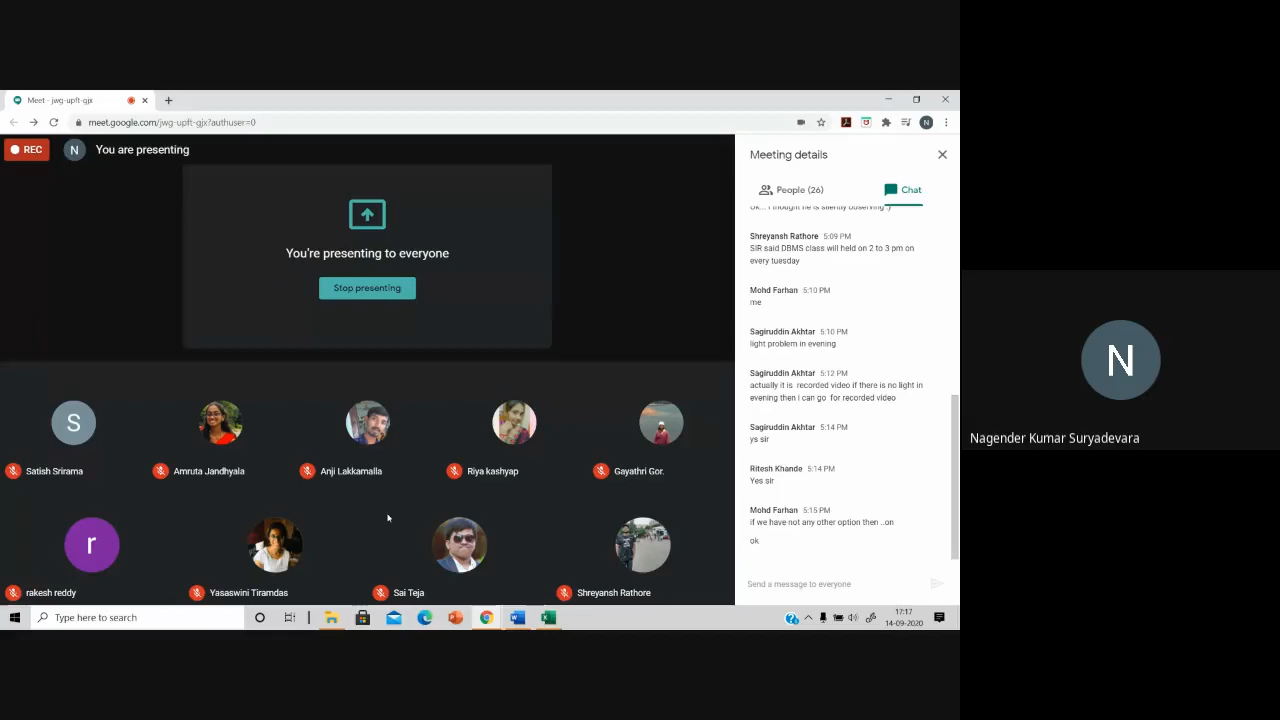 Meet - jwg-upft-gjx
meet.google.com/jwg-upft-gjx?authuser=0
N
REC
N
You are presenting
You're presenting to everyone
Stop presenting
S
Satish Srirama
Amruta Jandhyala
Anji Lakkamalla
Riya kashyap
Gayathri Gor.
r
rakesh reddy
Yasaswini Tiramdas
Sai Teja
Shreyansh Rathore
Meeting details
People (26)
Chat
Ok... I thought he is silently observing :)
Shreyansh Rathore 5:09 PM
SIR said DBMS class will held on 2 to 3 pm on
every tuesday
Mohd Farhan 5:10 PM
me
Sagiruddin Akhtar 5:10 PM
light problem in evening
Sagiruddin Akhtar 5:12 PM
actually it is recorded video if there is no light in
evening then i can go for recorded video
Sagiruddin Akhtar 5:14 PM
ys sir
Ritesh Khande 5:14 PM
Yes sir
Mohd Farhan 5:15 PM
if we have not any other option then ..on
ok
Send a message to everyone
N
Nagender Kumar Suryadevara
Type here to search
17:17
14-09-2020